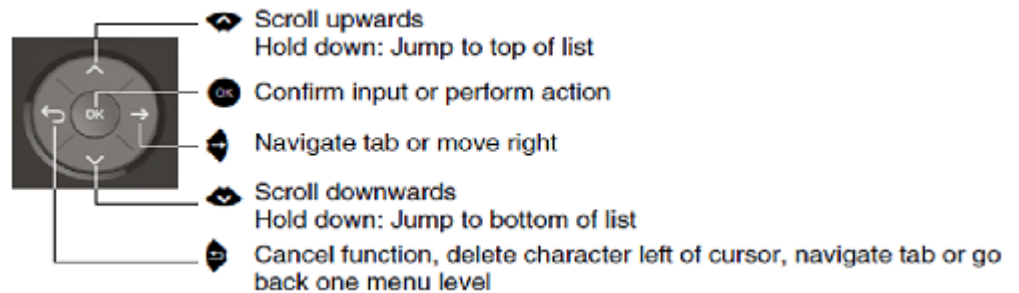 Scroll upwards
Hold down: Jump to top of list
OK
Confirm input or perform action
OK
Navigate tab or move right
Scroll downwards
Hold down: Jump to bottom of list
Cancel function, delete character left of cursor, navigate tab or go
back one menu level